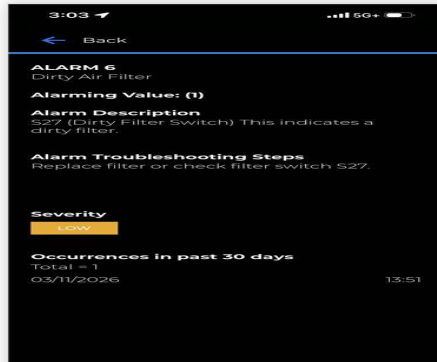 3:03
5G+
Back
ALARM 6
Dirty Air Filter
Alarming Value: (1)
Alarm Description
S27 (Dirty Filter Switch) This indicates a
dirty filter.
Alarm Troubleshooting Steps
Replace filter or check filter switch S27.
Severity
LOW
Occurrences in past 30 days
Total = 1
03/11/2026 13:51